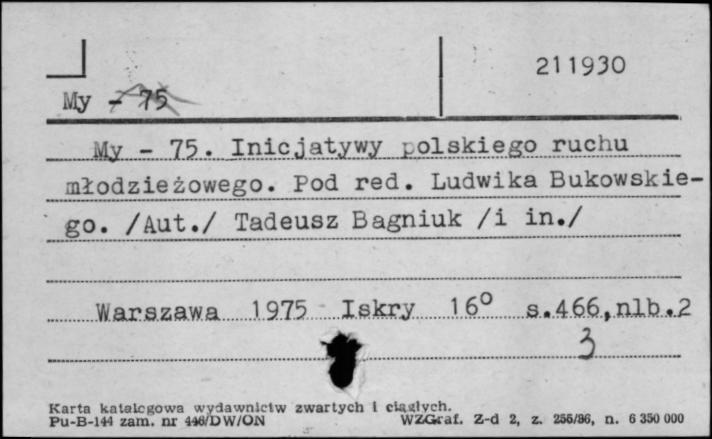 211930
My - 75
My - 75. Inicjatywy polskiego ruchu
młodzieżowego. Pod red. Ludwika Bukowskie-
go. /Aut./ Tadeusz Bagniuk /i in./
Warszawa 1975 Iskry 16° s.466,nlb.2
3
Karta katalogowa wydawnictw zwartych i ciągłych.
Pu-B-144 zam. nr 446/DW/ON WZGraf. Z-d 2, z. 256/86, n. 6 350 000